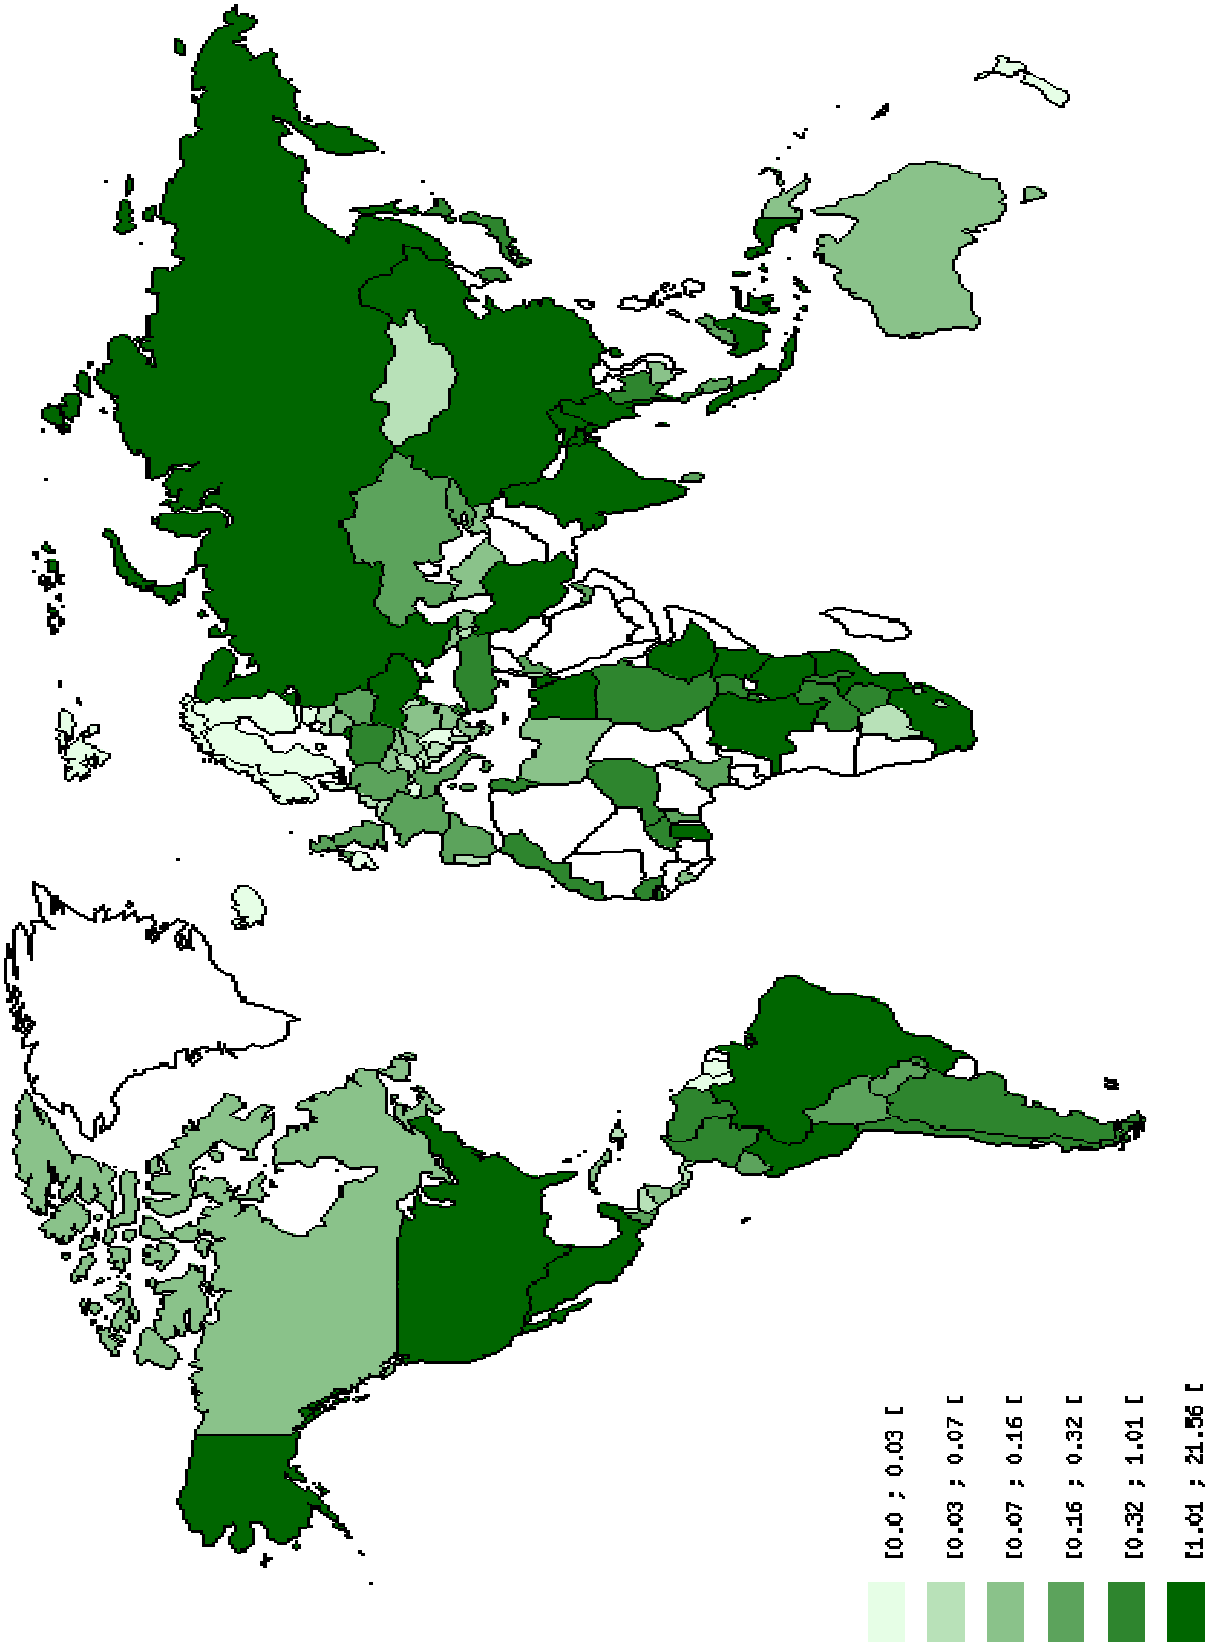 [0.0 ; 0.03 [
[0.03 ; 0.07 [
[0.07 ; 0.16 [
[0.16 ; 0.32 [
[0.32 ; 1.01 [
[1.01 ; 21.56 [